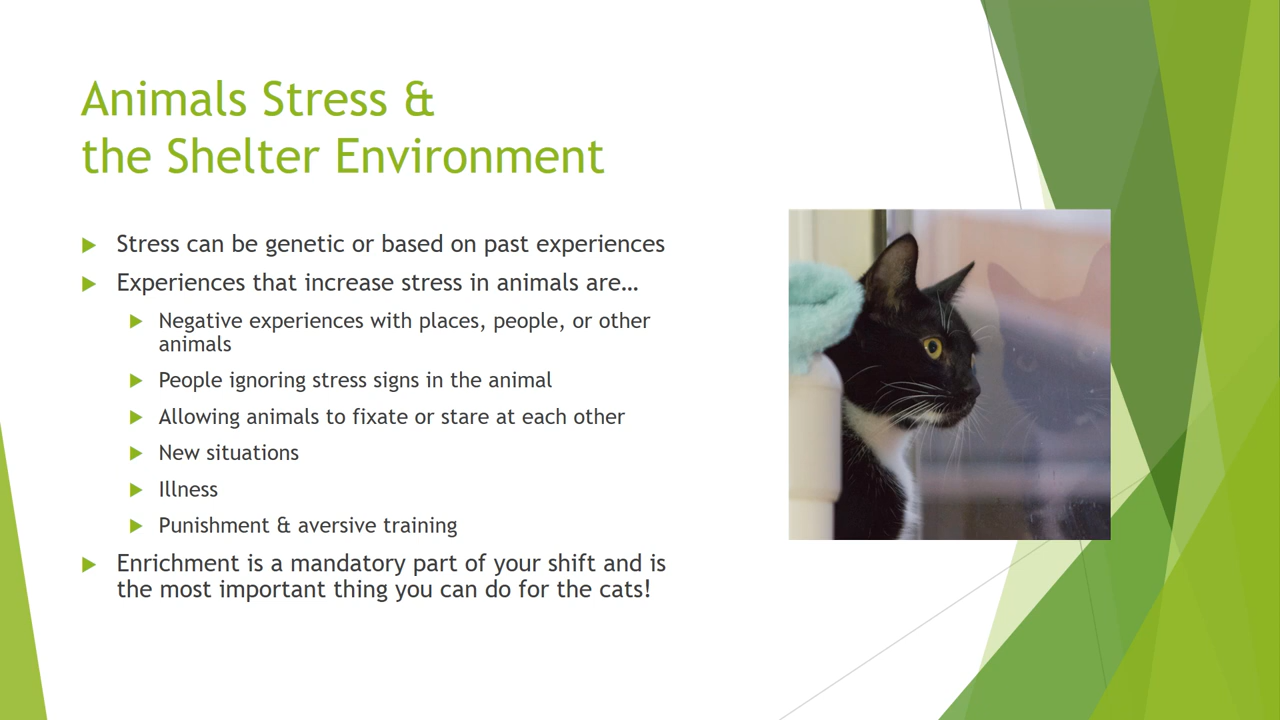 Animals Stress &
the Shelter Environment
Stress can be genetic or based on past experiences
Experiences that increase stress in animals are…
Negative experiences with places, people, or other
animals
People ignoring stress signs in the animal
Allowing animals to fixate or stare at each other
New situations
Illness
Punishment & aversive training
Enrichment is a mandatory part of your shift and is
the most important thing you can do for the cats!